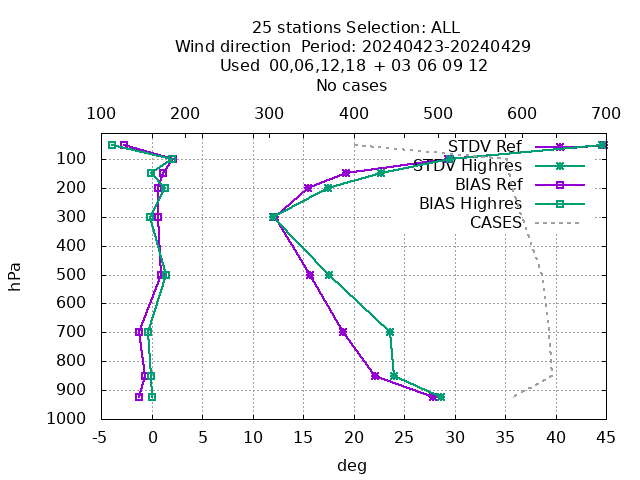 25 stations Selection: ALL
Wind direction  Period: 20240423-20240429
Used  00,06,12,18 + 03 06 09 12
No cases
100 200 300 400 500 600 700
STDV Ref
STDV Highres
BIAS Ref
BIAS Highres
CASES
hPa
100
200
300
400
500
600
700
800
900
1000
-5 0 5 10 15 20 25 30 35 40 45
deg